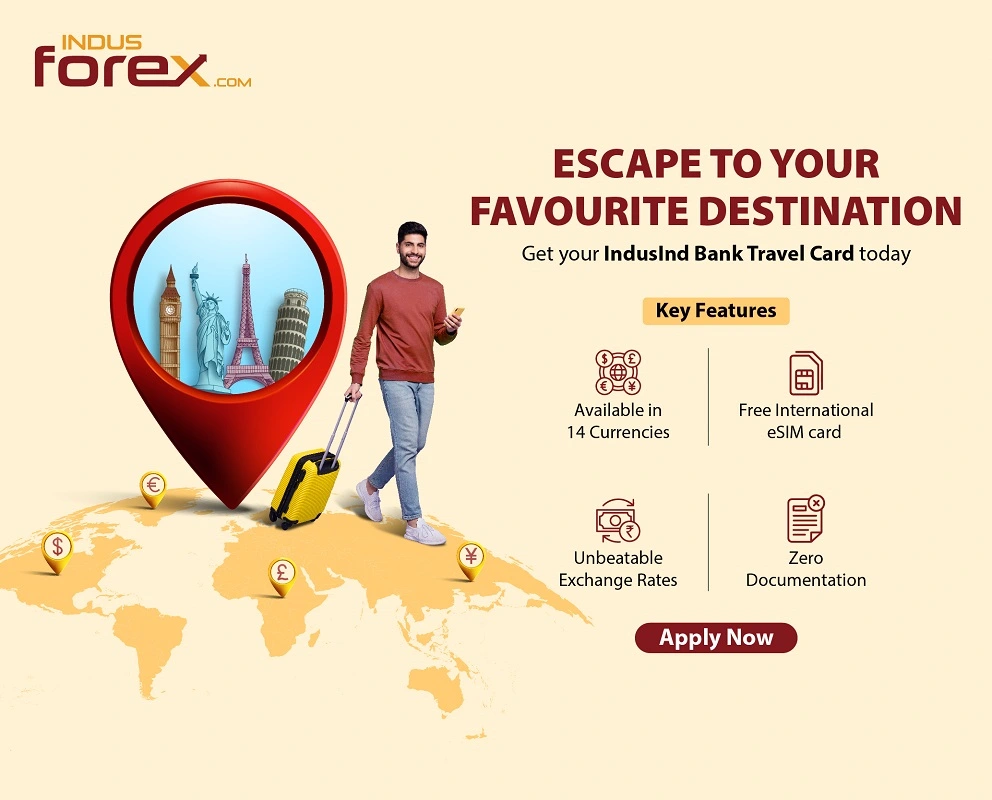 INDUS
forex.COM
ESCAPE TO YOUR
FAVOURITE DESTINATION
Get your IndusInd Bank Travel Card today
Key Features
$ £ € ¥
Available in
14 Currencies
Free International
eSIM card
₹
Unbeatable
Exchange Rates
Zero
Documentation
Apply Now
€
$
£
¥